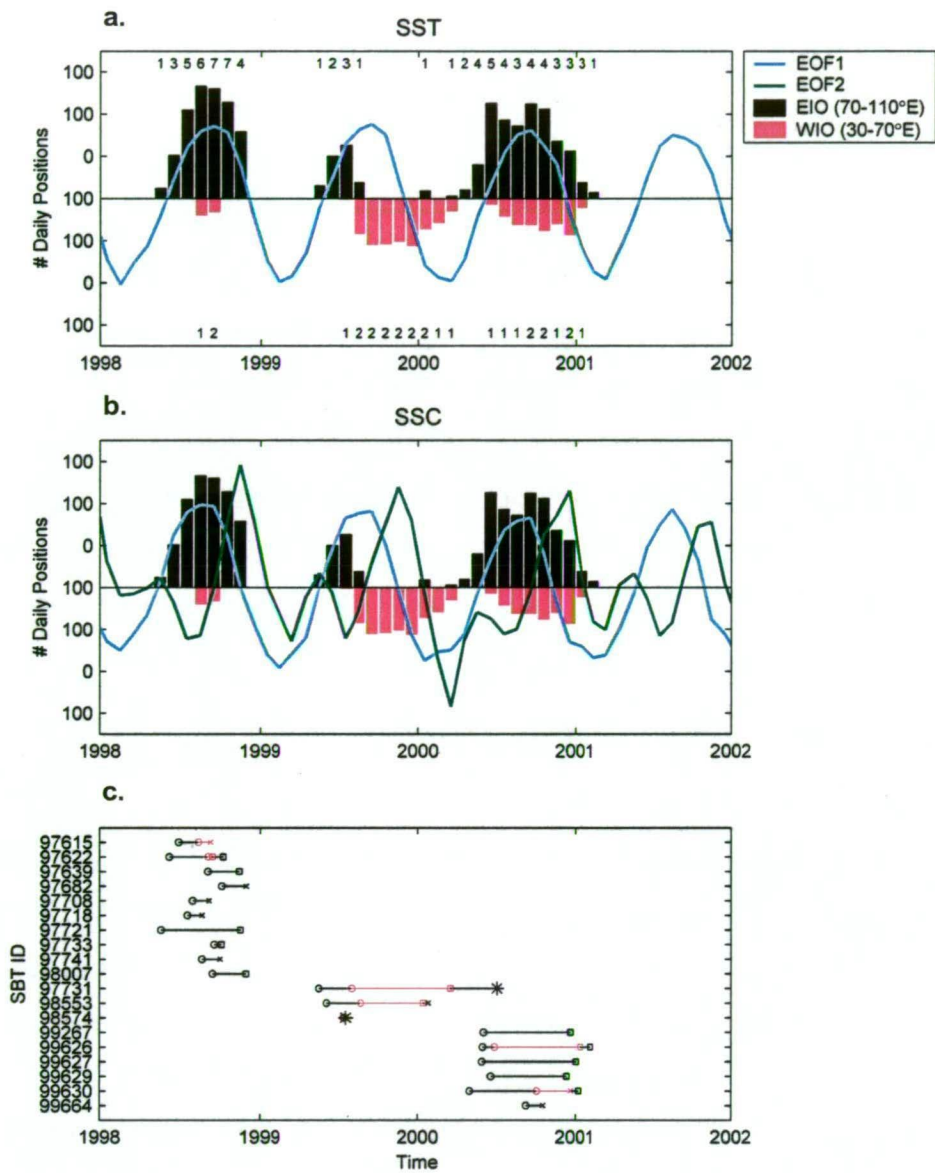 a.
SST
1 3 5 6 7 7 4 1 2 3 1 1 1 2 4 5 4 3 4 4 3 3 3 1
100
100
0
100
100
0
100
# Daily Positions
1 2 1 2 2 2 2 2 2 1 1 1 1 1 2 2 1 2 1
1998 1999 2000 2001 2002
EOF1
EOF2
EIO (70-110°E)
WIO (30-70°E)
b.
SSC
100
100
0
100
100
0
100
# Daily Positions
1998 1999 2000 2001 2002
c.
SBT ID
97615
97622
97639
97682
97708
97718
97721
97733
97741
98007
97731
98553
98574
99267
99626
99627
99629
99630
99664
1998 1999 2000 2001 2002
Time